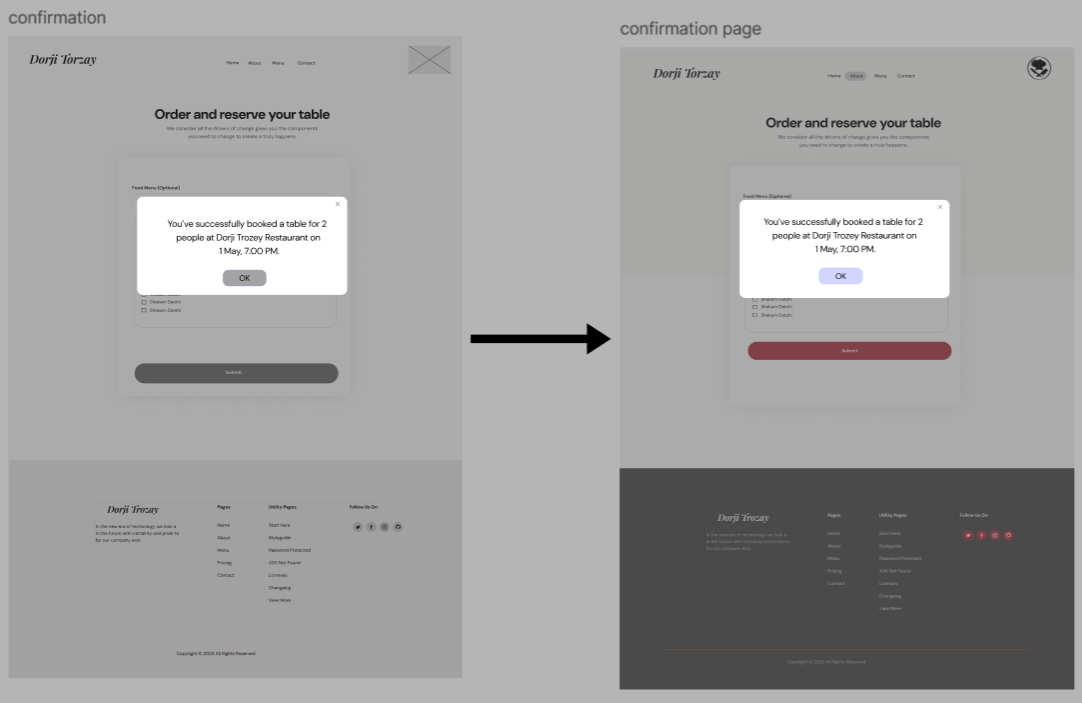 confirmation
Dorji Torzay
Home About Menu Contact
Order and reserve your table
We consider all the drivers of change gives you the components
you need to change to create a truly happens.
Food Menu (Optional)
×
You've successfully booked a table for 2
people at Dorji Trozey Restaurant on
1 May, 7:00 PM.
OK
Shakam Datshi
Shakam Datshi
Submit
Dorji Trozay
In the new era of technology we look a
in the future with certainty and pride to
for our company and.
Pages
Home
About
Menu
Pricing
Contact
Utility Pages
Start Here
Styleguide
Password Protected
404 Not Found
Licenses
Changelog
View More
Follow Us On
Copyright © 2025 All Rights Reserved
confirmation page
Dorji Torzay
Home About Menu Contact
Order and reserve your table
We consider all the drivers of change gives you the components
you need to change to create a truly happens.
Food Menu (Optional)
×
You've successfully booked a table for 2
people at Dorji Trozey Restaurant on
1 May, 7:00 PM.
OK
Shakam Datshi
Shakam Datshi
Shakam Datshi
Submit
Dorji Trozay
In the new era of technology we look a
in the future with certainty and pride to
for our company and.
Pages
Home
About
Menu
Pricing
Contact
Utility Pages
Start Here
Styleguide
Password Protected
404 Not Found
Licenses
Changelog
View More
Follow Us On
Copyright © 2025 All Rights Reserved